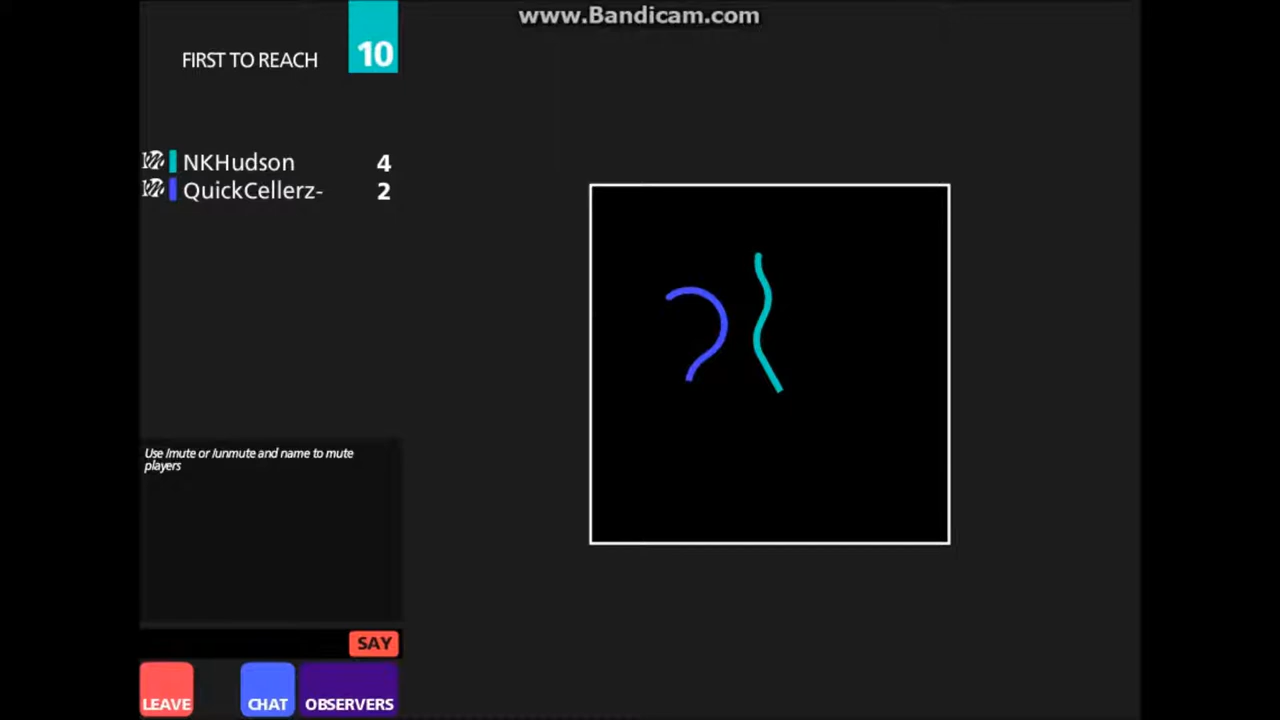 www.Bandicam.com
FIRST TO REACH 10
NKHudson 4
QuickCellerz- 2
Use /mute or /unmute and name to mute
players
SAY
LEAVE CHAT OBSERVERS